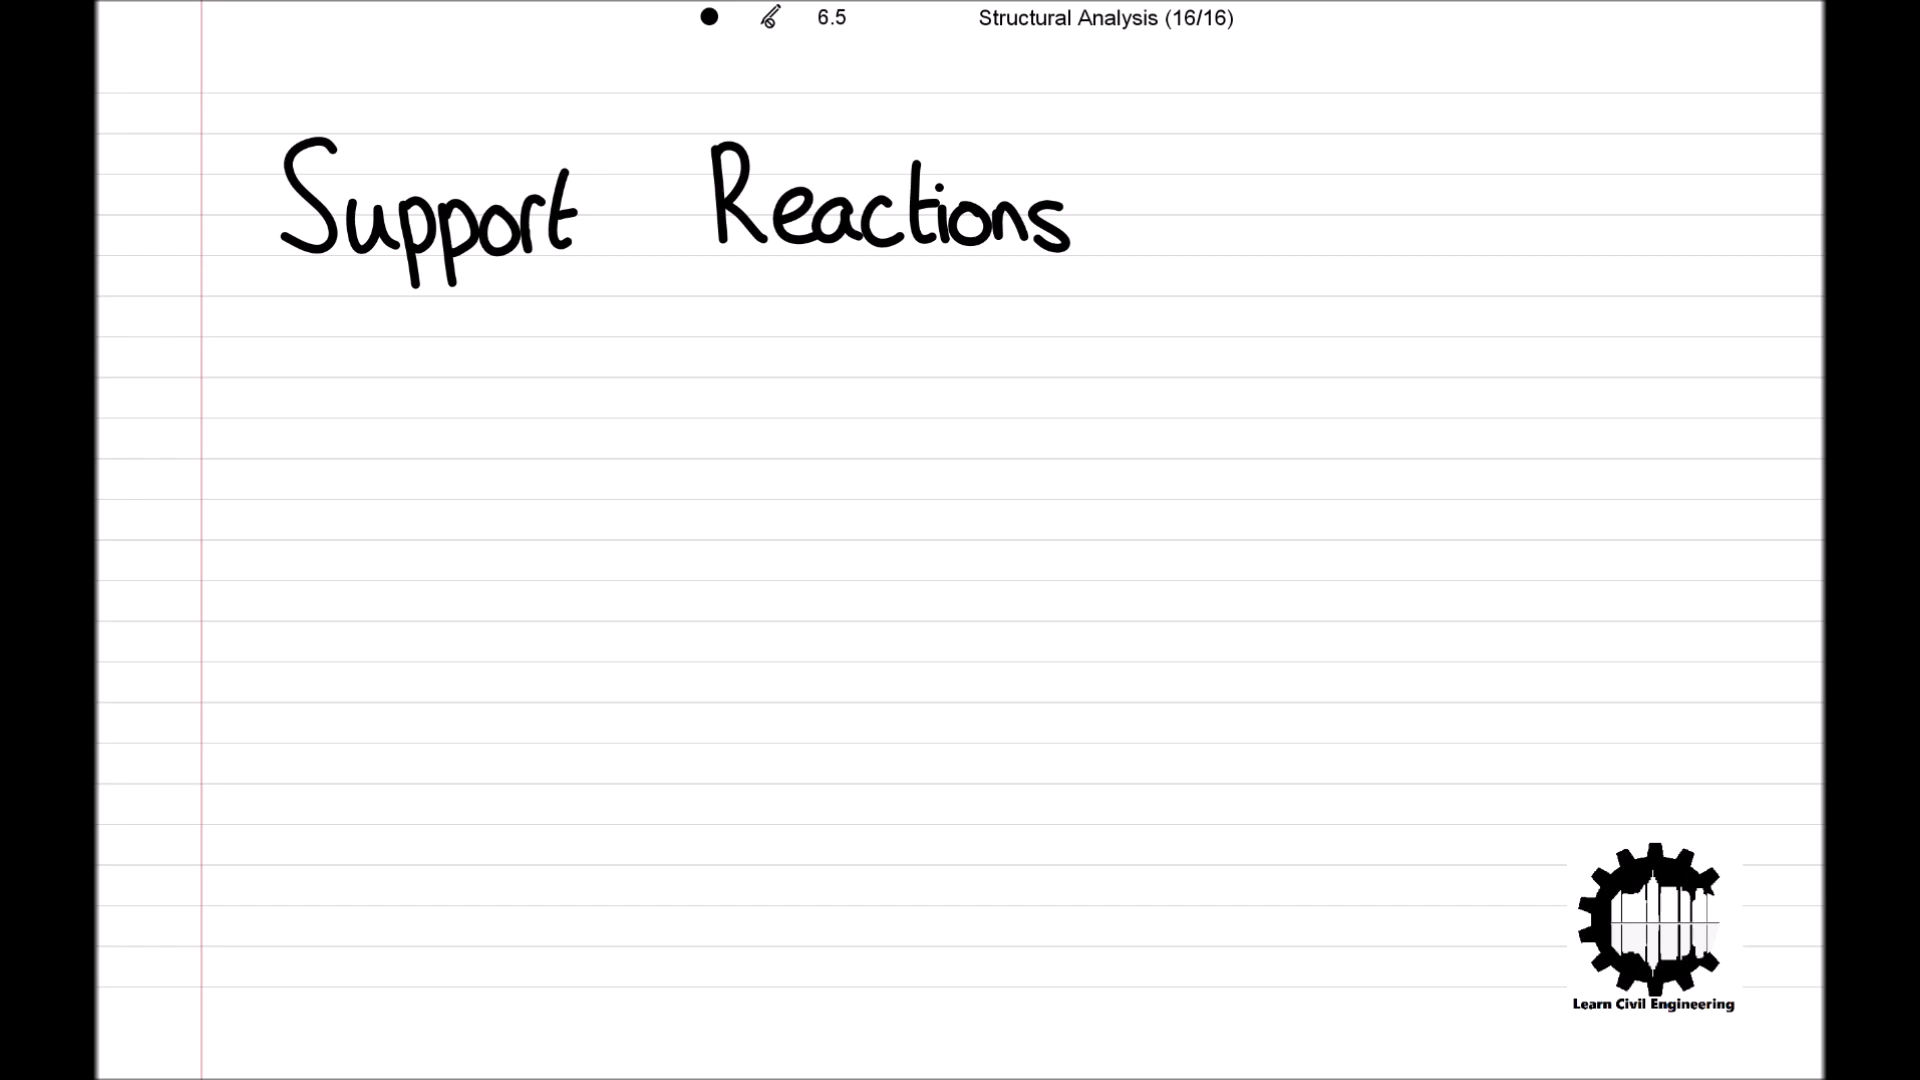 6.5 Structural Analysis (16/16)
Support Reactions
Learn Civil Engineering